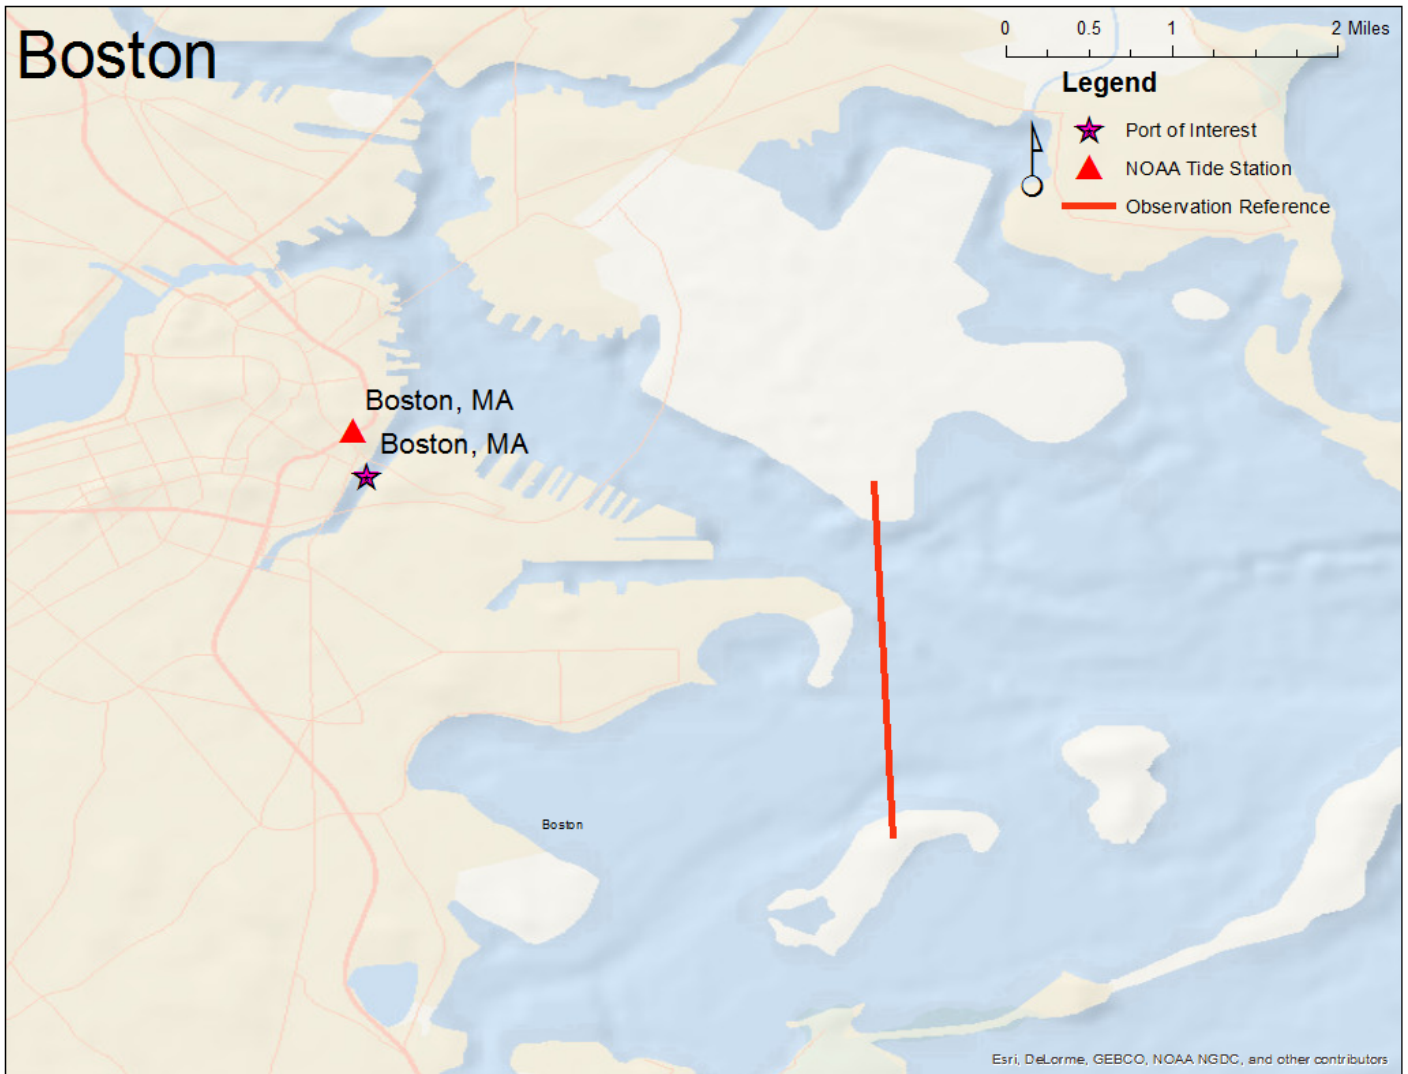 Boston
0 0.5 1 2 Miles
Legend
Port of Interest
NOAA Tide Station
Observation Reference
Boston, MA
Boston, MA
Boston
Esri, DeLorme, GEBCO, NOAA NGDC, and other contributors